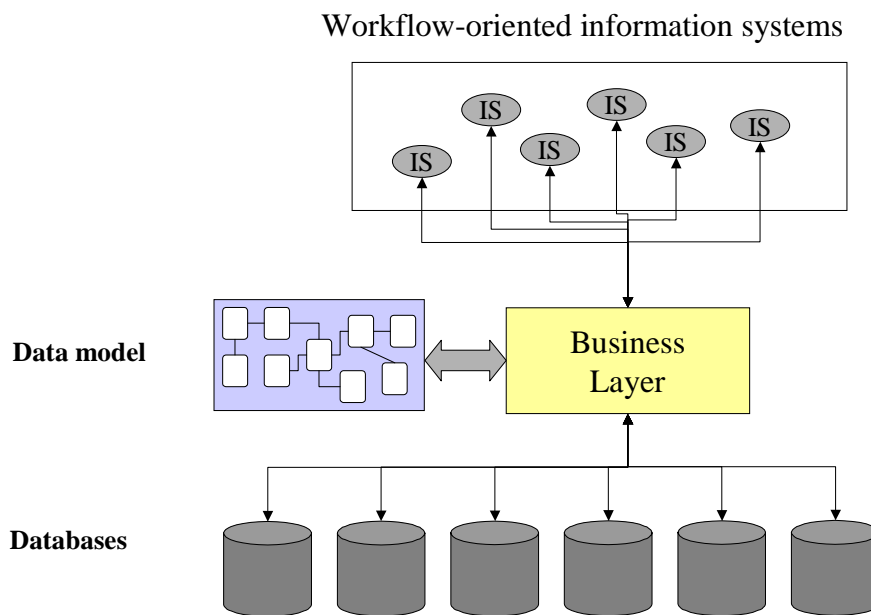 Workflow-oriented information systems
IS
IS
IS
IS
IS
IS
Data model
Business
Layer
Databases